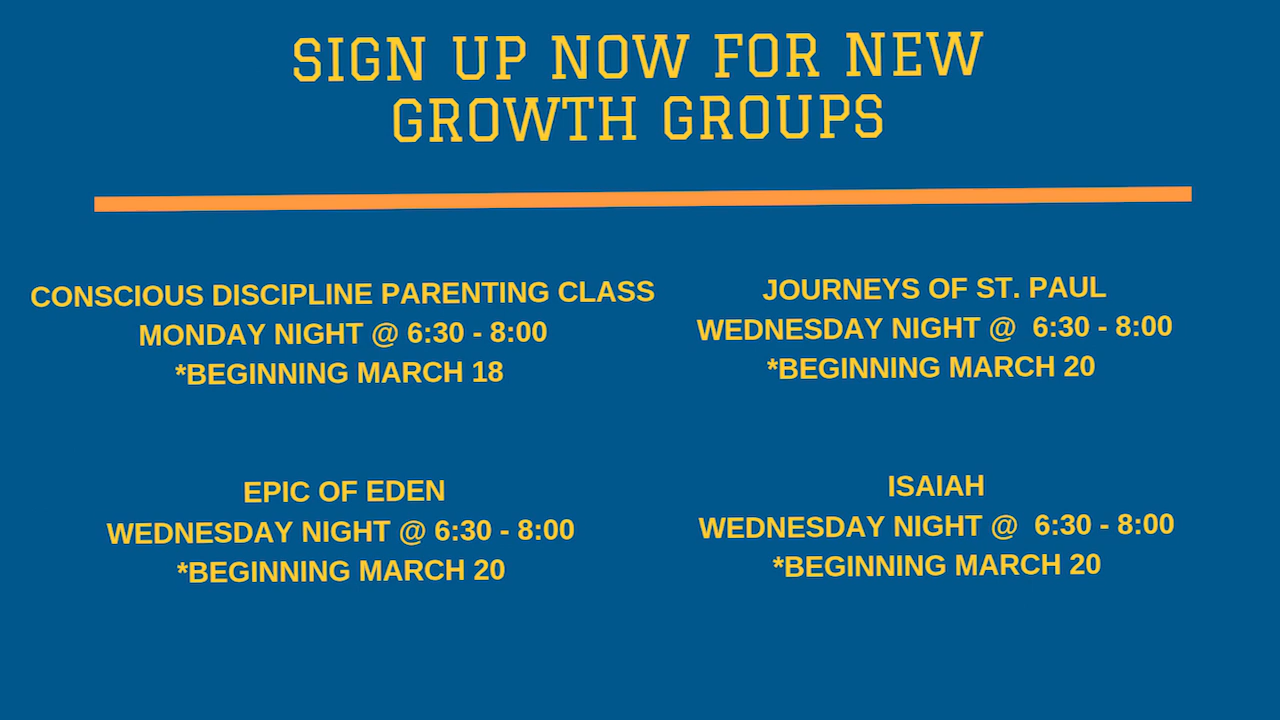 SIGN UP NOW FOR NEW
GROWTH GROUPS
CONSCIOUS DISCIPLINE PARENTING CLASS
MONDAY NIGHT @ 6:30 - 8:00
*BEGINNING MARCH 18
JOURNEYS OF ST. PAUL
WEDNESDAY NIGHT @  6:30 - 8:00
*BEGINNING MARCH 20
EPIC OF EDEN
WEDNESDAY NIGHT @ 6:30 - 8:00
*BEGINNING MARCH 20
ISAIAH
WEDNESDAY NIGHT @  6:30 - 8:00
*BEGINNING MARCH 20